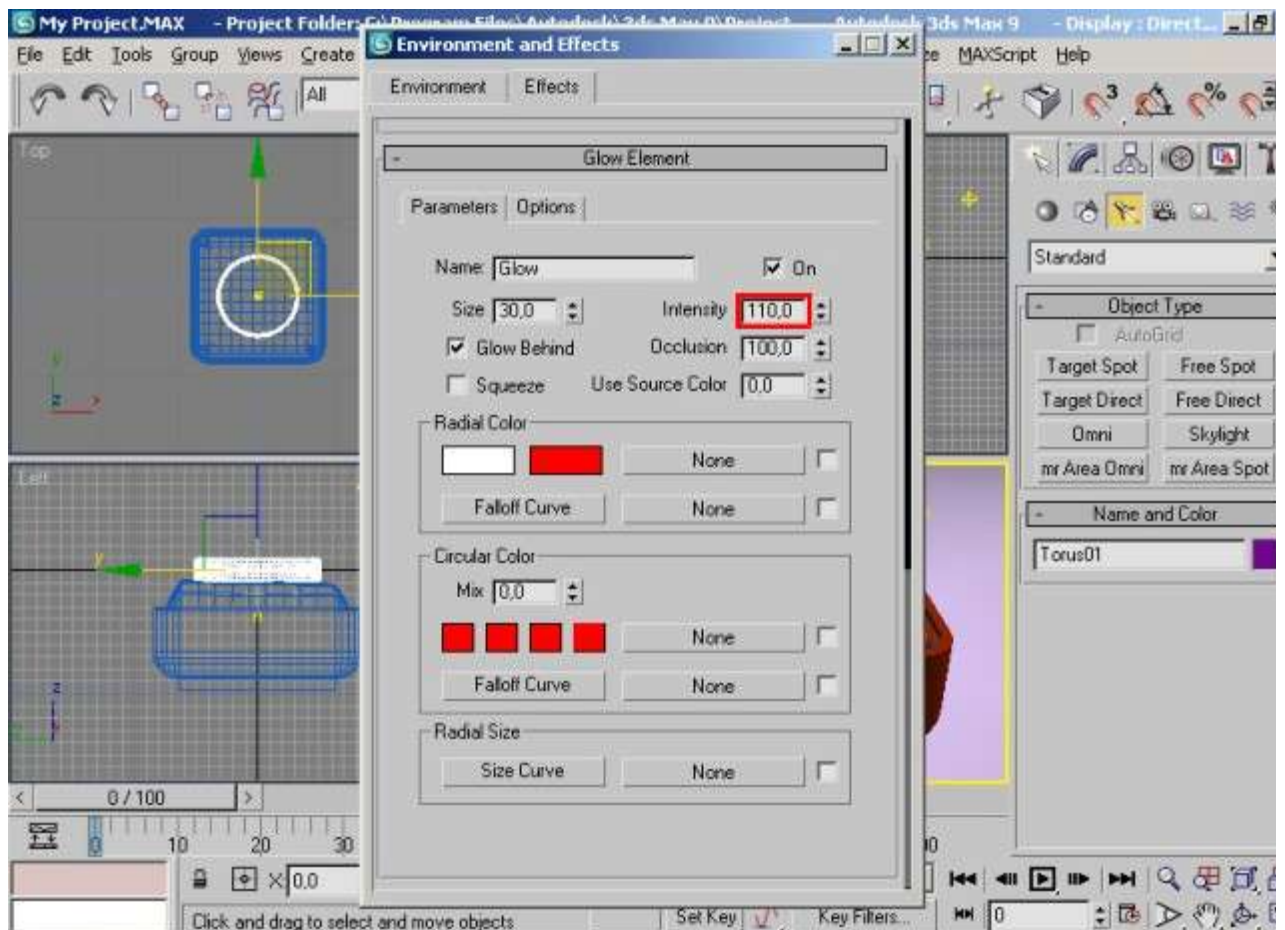 My Project.MAX - Project Folder: Autodesk 3ds Max 9 - Display : Direct...
Environment and Effects
File Edit Tools Group Views Create MAXScript Help
All
Environment Effects
Top
Glow Element
Parameters Options
Name: Glow On
Size 30,0 Intensity 110,0
Glow Behind Occlusion 100,0
Squeeze Use Source Color 0,0
Radial Color
None
Falloff Curve None
Circular Color
Mix 0,0
None
Falloff Curve None
Radial Size
Size Curve None
Standard
Object Type
AutoGrid
Target Spot Free Spot
Target Direct Free Direct
Omni Skylight
mr Area Omni mr Area Spot
Name and Color
Torus01
Left
0 / 100
0 10 20 30
X 0,0
Click and drag to select and move objects Set Key Key Filters... 0